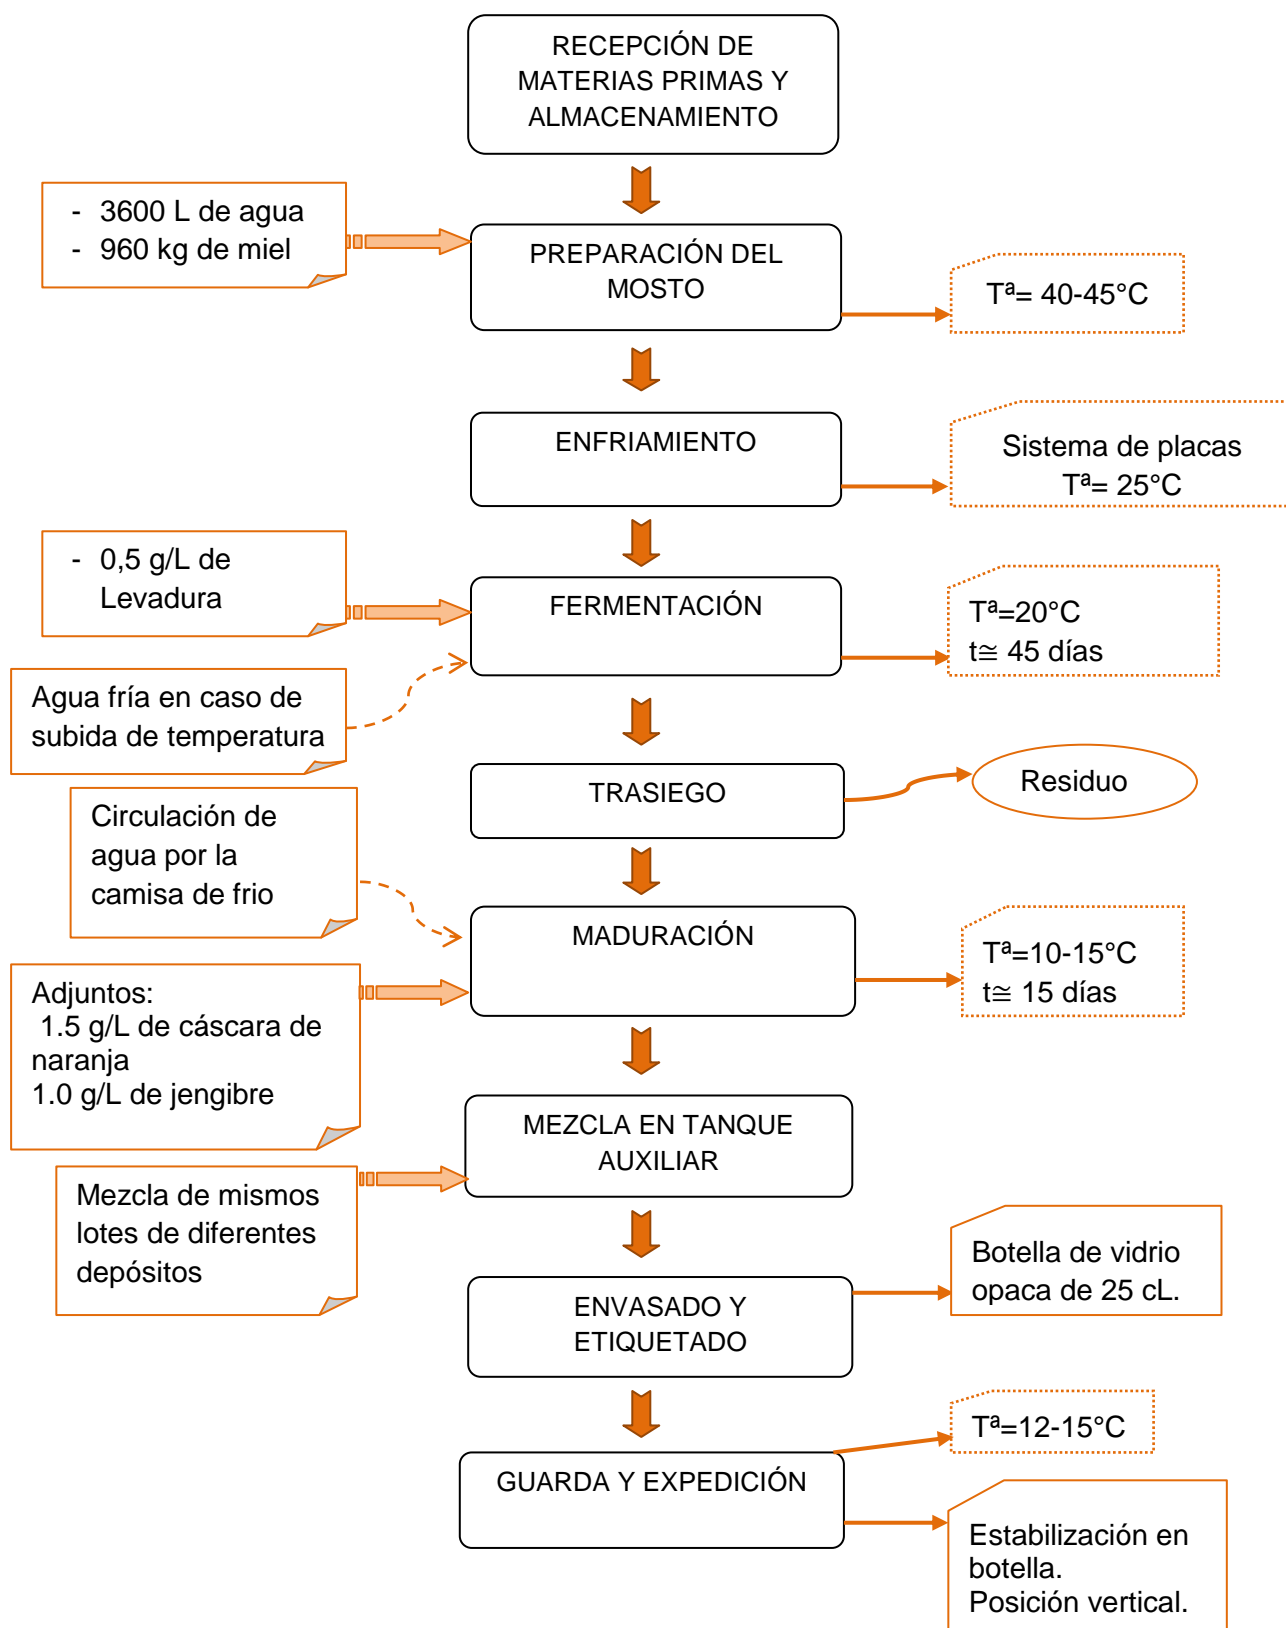 RECEPCIÓN DE
MATERIAS PRIMAS Y
ALMACENAMIENTO
- 3600 L de agua
- 960 kg de miel
PREPARACIÓN DEL
MOSTO
Tª= 40-45°C
ENFRIAMIENTO
Sistema de placas
Tª= 25°C
- 0,5 g/L de
Levadura
FERMENTACIÓN
Tª=20°C
t≅ 45 días
Agua fría en caso de
subida de temperatura
TRASIEGO
Residuo
Circulación de
agua por la
camisa de frio
MADURACIÓN
Tª=10-15°C
t≅ 15 días
Adjuntos:
1.5 g/L de cáscara de
naranja
1.0 g/L de jengibre
MEZCLA EN TANQUE
AUXILIAR
Mezcla de mismos
lotes de diferentes
depósitos
ENVASADO Y
ETIQUETADO
Botella de vidrio
opaca de 25 cL.
GUARDA Y EXPEDICIÓN
Tª=12-15°C
Estabilización en
botella.
Posición vertical.